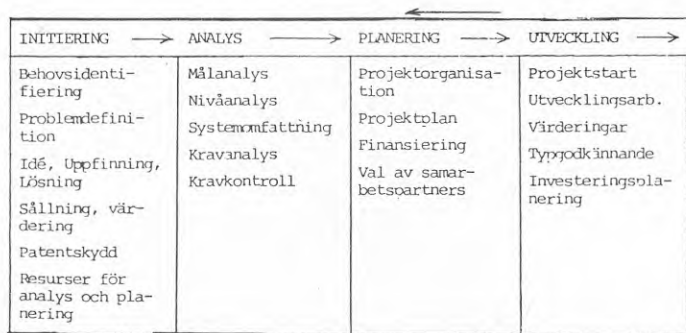 INITIERING → ANALYS → PLANERING → UTVECKLING →
Behovsidenti-
fiering
Problemdefini-
tion
Idé, Uppfinning,
Lösning
Sållning, vär-
dering
Patentskydd
Resurser för
analys och pla-
nering
Målanalys
Nivåanalys
Systemomfattning
Kravanalys
Kravkontroll
Projektorganisa-
tion
Projektplan
Finansiering
Val av samar-
betspartners
Projektstart
Utvecklingsarb.
Värderingar
Typgodkännande
Investeringspla-
nering